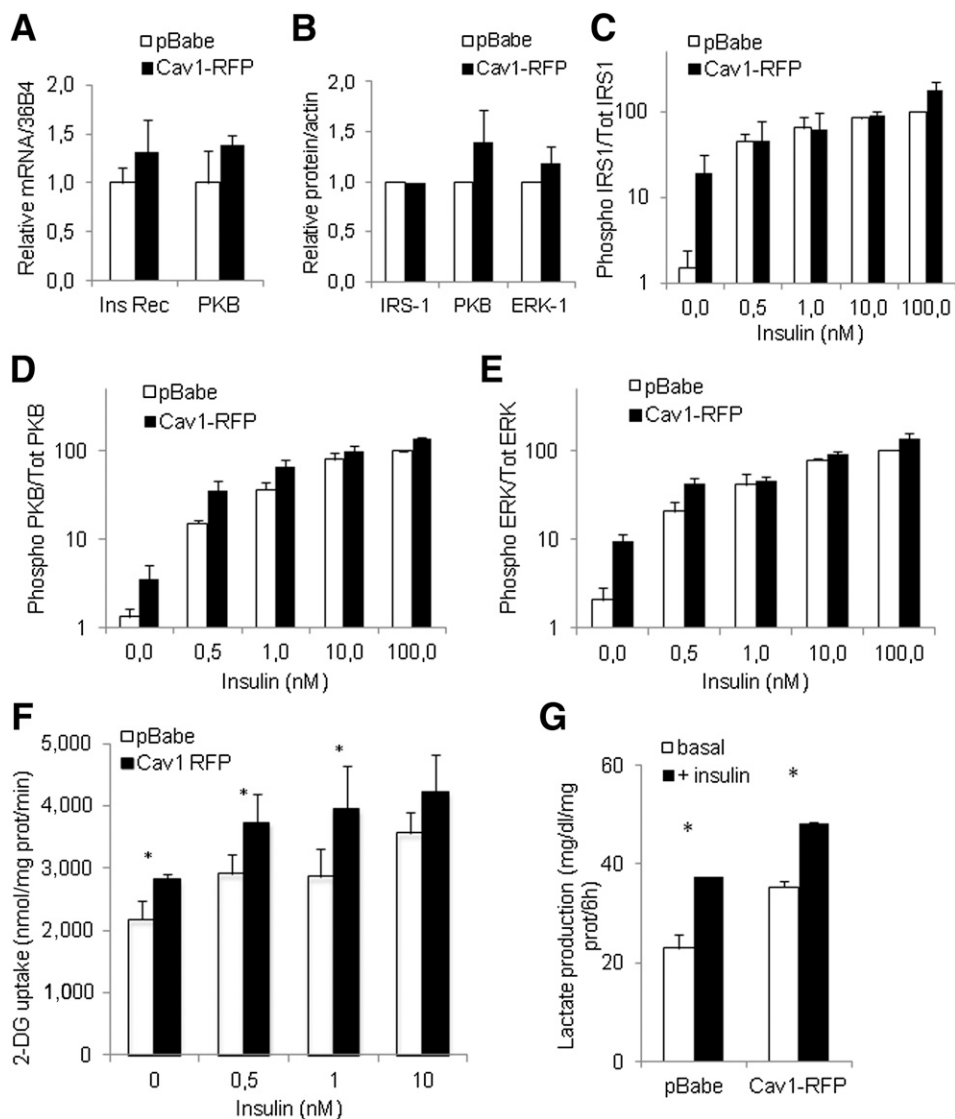 A
pBabe
Cav1-RFP
Relative mRNA/36B4
2,0
1,5
1,0
0,5
0,0
Ins Rec PKB
B
pBabe
Cav1-RFP
Relative protein/actin
2,0
1,5
1,0
0,5
0,0
IRS-1 PKB ERK-1
C
pBabe
Cav1-RFP
Phospho IRS1/Tot IRS1
100
10
1
0,0 0,5 1,0 10,0 100,0
Insulin (nM)
D
pBabe
Cav1-RFP
Phospho PKB/Tot PKB
100
10
1
0,0 0,5 1,0 10,0 100,0
Insulin (nM)
E
pBabe
Cav1-RFP
Phospho ERK/Tot ERK
100
10
1
0,0 0,5 1,0 10,0 100,0
Insulin (nM)
F
pBabe
Cav1 RFP
2-DG uptake (nmol/mg prot/min)
5,000
4,000
3,000
2,000
1,000
0
* * *
0 0,5 1 10
Insulin (nM)
G
basal
+ insulin
Lactate production (mg/dl/mg
prot/6h)
60
40
20
0
* *
pBabe Cav1-RFP